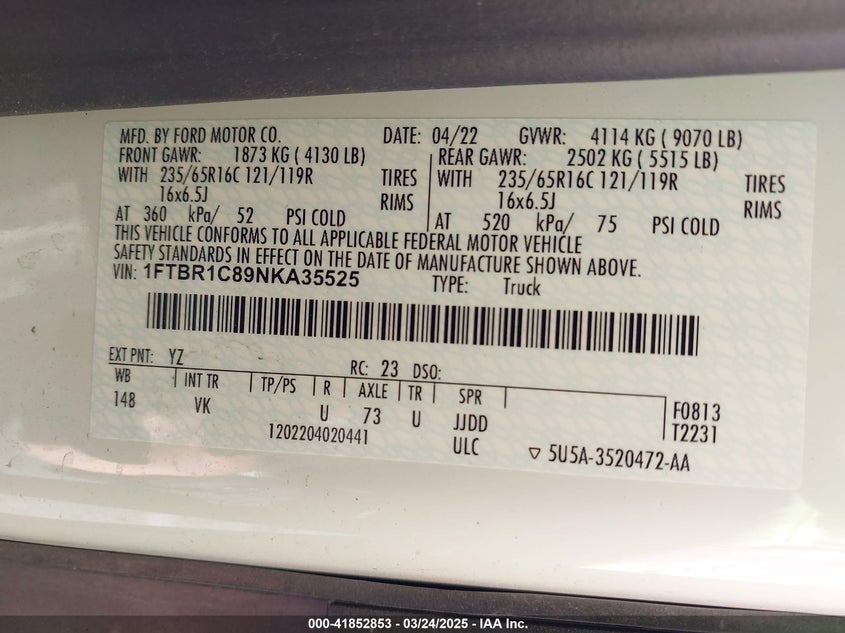 MFD. BY FORD MOTOR CO. DATE: 04/22 GVWR: 4114 KG ( 9070 LB)
FRONT GAWR: 1873 KG ( 4130 LB) REAR GAWR: 2502 KG ( 5515 LB)
WITH 235/65R16C 121/119R TIRES WITH 235/65R16C 121/119R TIRES
16x6.5J RIMS 16x6.5J RIMS
AT 360 kPa/ 52 PSI COLD AT 520 kPa/ 75 PSI COLD
THIS VEHICLE CONFORMS TO ALL APPLICABLE FEDERAL MOTOR VEHICLE
SAFETY STANDARDS IN EFFECT ON THE DATE OF MANUFACTURE SHOWN ABOVE.
VIN: 1FTBR1C89NKA35525 TYPE: Truck
EXT PNT: YZ RC: 23 DSO:
WB INT TR TP/PS R AXLE TR SPR F0813
148 VK U 73 U JJDD T2231
1202204020441 ULC ▽ 5U5A-3520472-AA
000-41852853 - 03/24/2025 - IAA Inc.